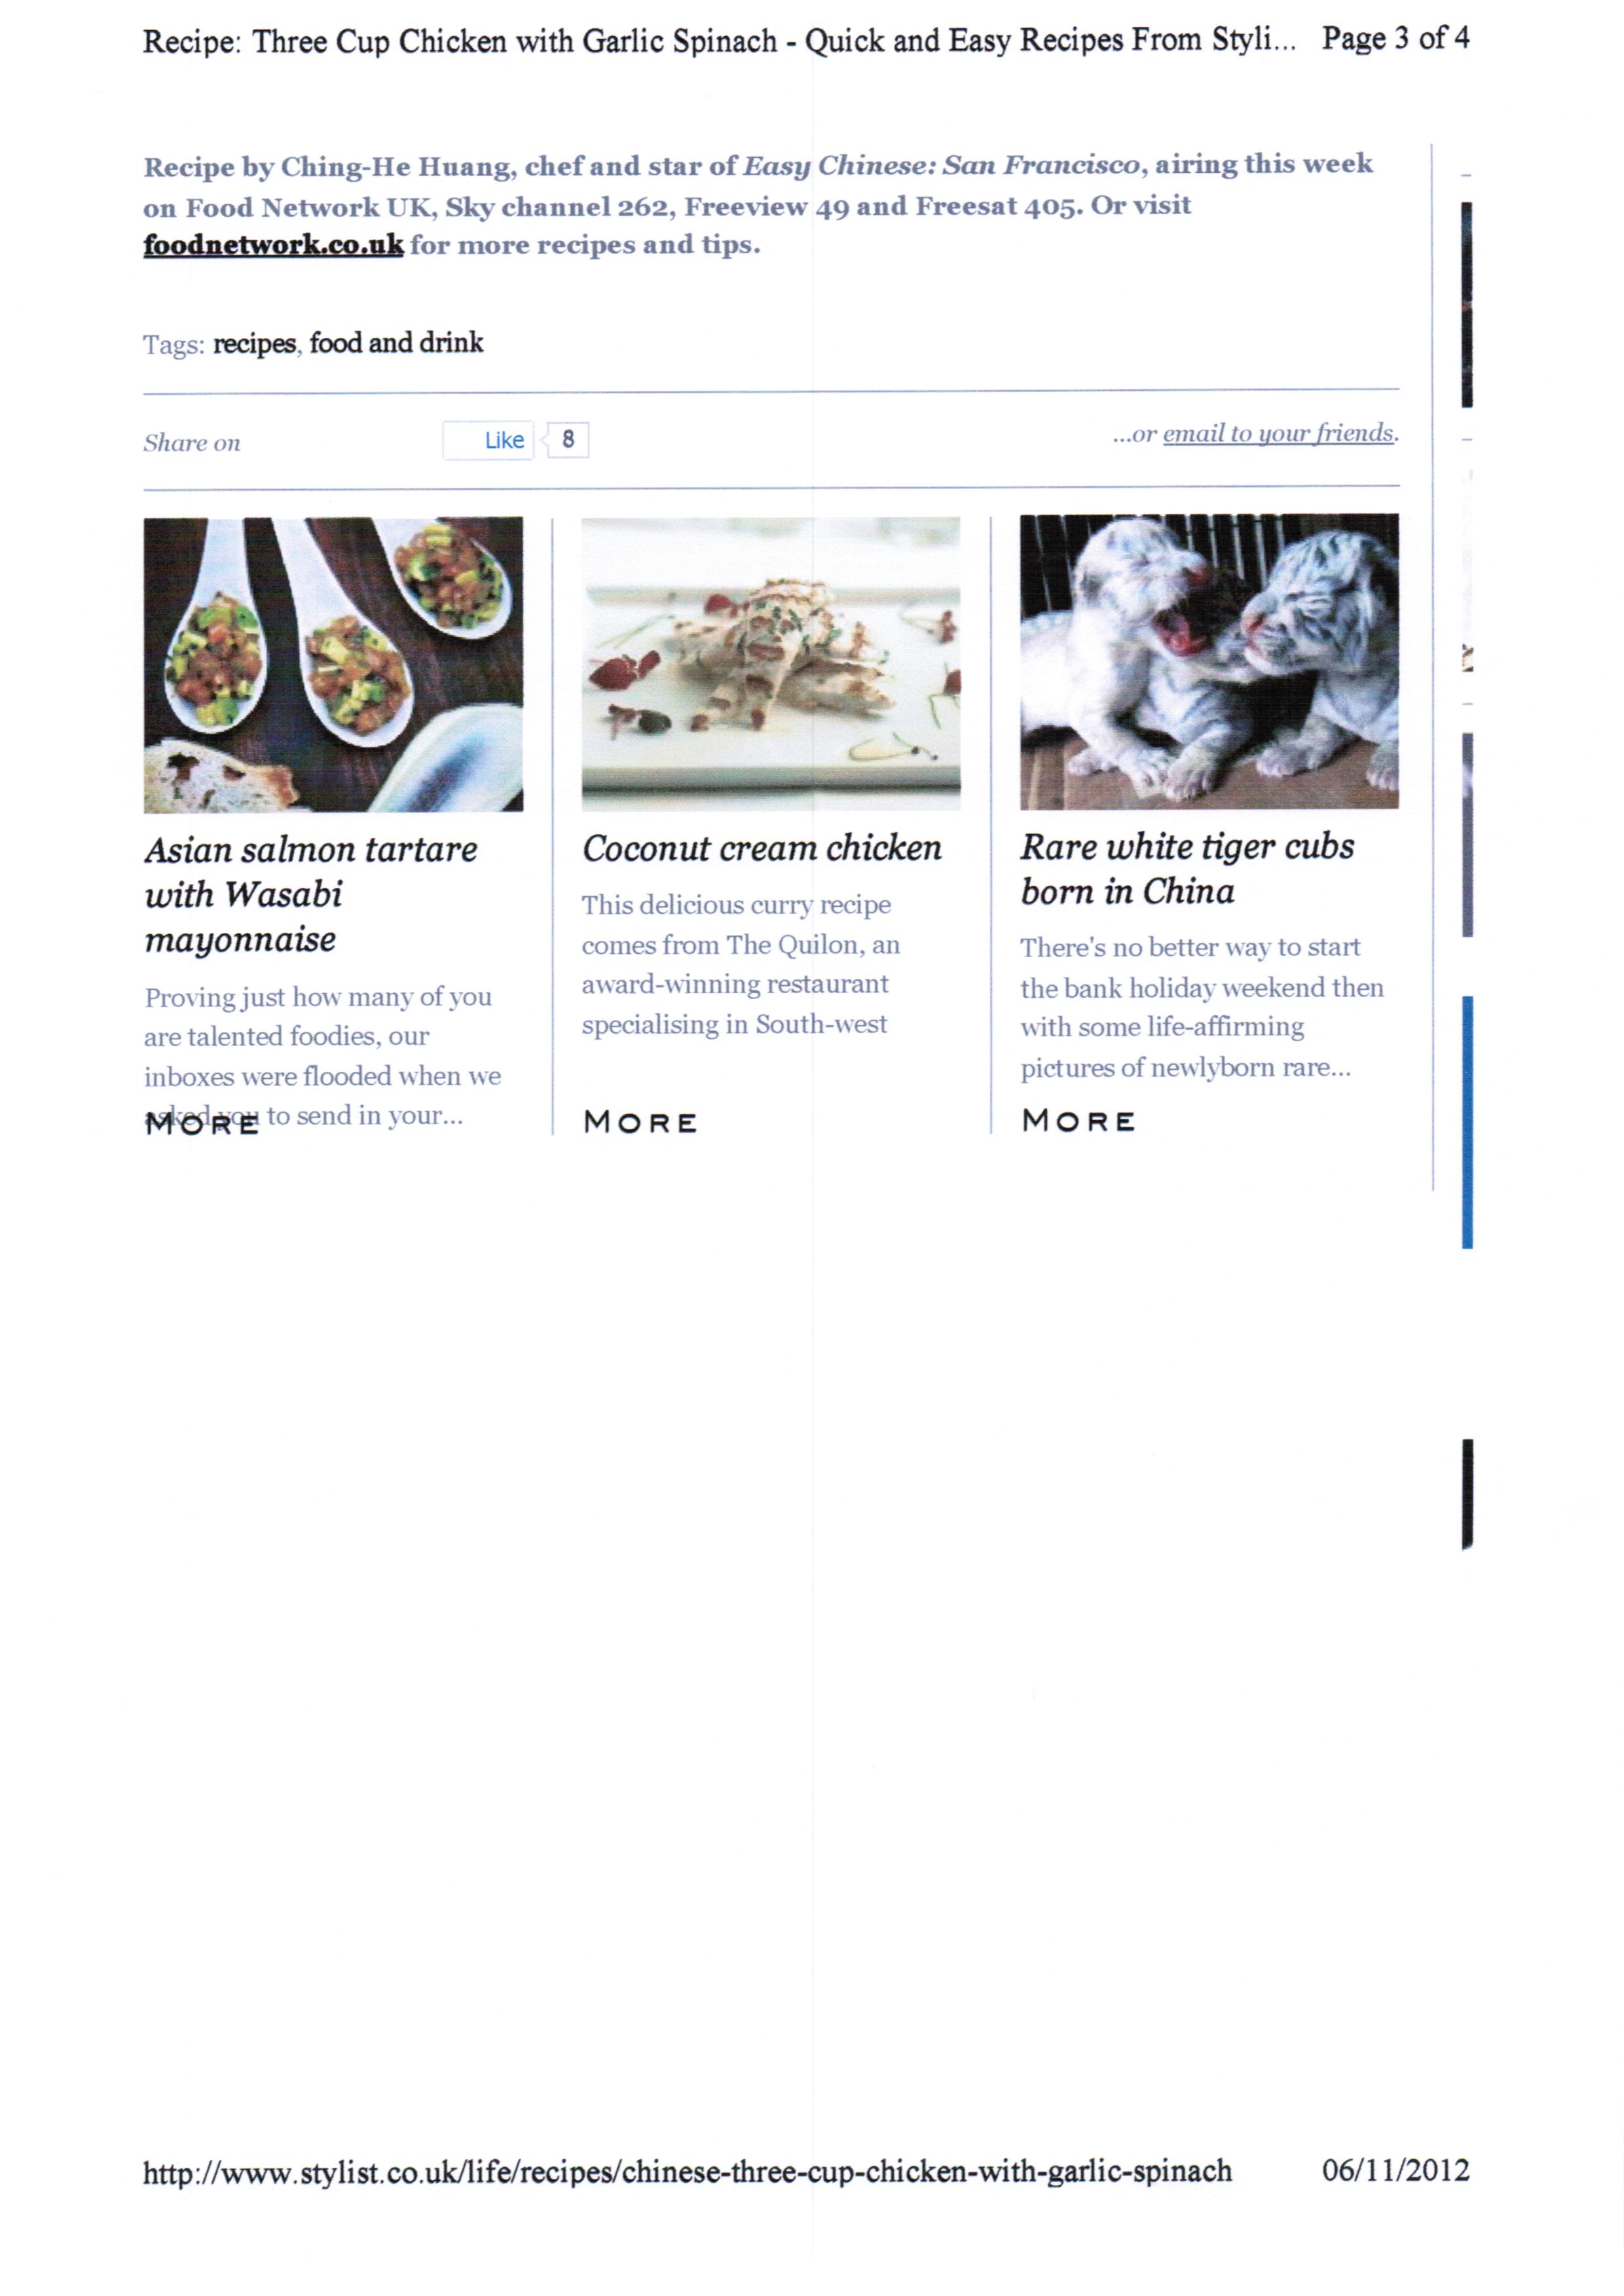 Recipe: Three Cup Chicken with Garlic Spinach - Quick and Easy Recipes From Styli... Page 3 of 4
Recipe by Ching-He Huang, chef and star of Easy Chinese: San Francisco, airing this week
on Food Network UK, Sky channel 262, Freeview 49 and Freesat 405. Or visit
foodnetwork.co.uk for more recipes and tips.
Tags: recipes, food and drink
Share on Like 8 ...or email to your friends.
Asian salmon tartare
with Wasabi
mayonnaise
Proving just how many of you
are talented foodies, our
inboxes were flooded when we
asked you to send in your...
MORE
Coconut cream chicken
This delicious curry recipe
comes from The Quilon, an
award-winning restaurant
specialising in South-west
MORE
Rare white tiger cubs
born in China
There's no better way to start
the bank holiday weekend then
with some life-affirming
pictures of newlyborn rare...
MORE
http://www.stylist.co.uk/life/recipes/chinese-three-cup-chicken-with-garlic-spinach 06/11/2012